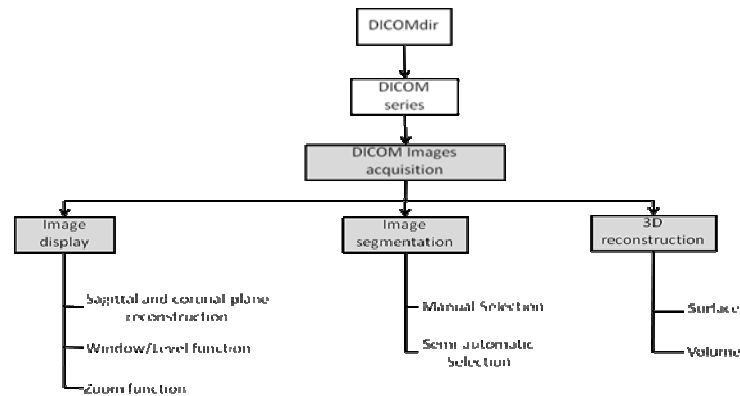 DICOMdir
DICOM
series
DICOM Images
acquisition
Image
display
Image
segmentation
3D
reconstruction
Sagittal and coronal plane
reconstruction
Window/Level function
Zoom function
Manual Selection
Semi automatic
Selection
Surface
Volume